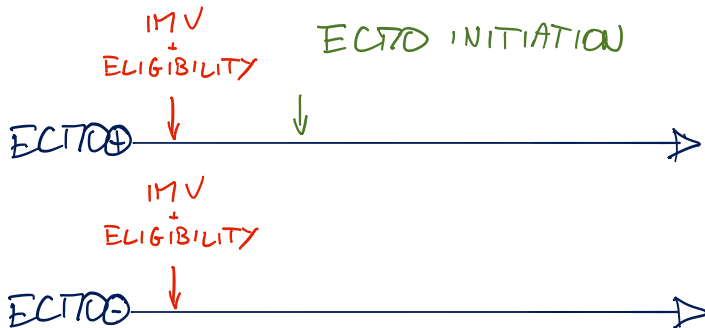 IMV
+
ELIGIBILITY
ECMO INITIATION
ECMO+
IMV
+
ELIGIBILITY
ECMO-